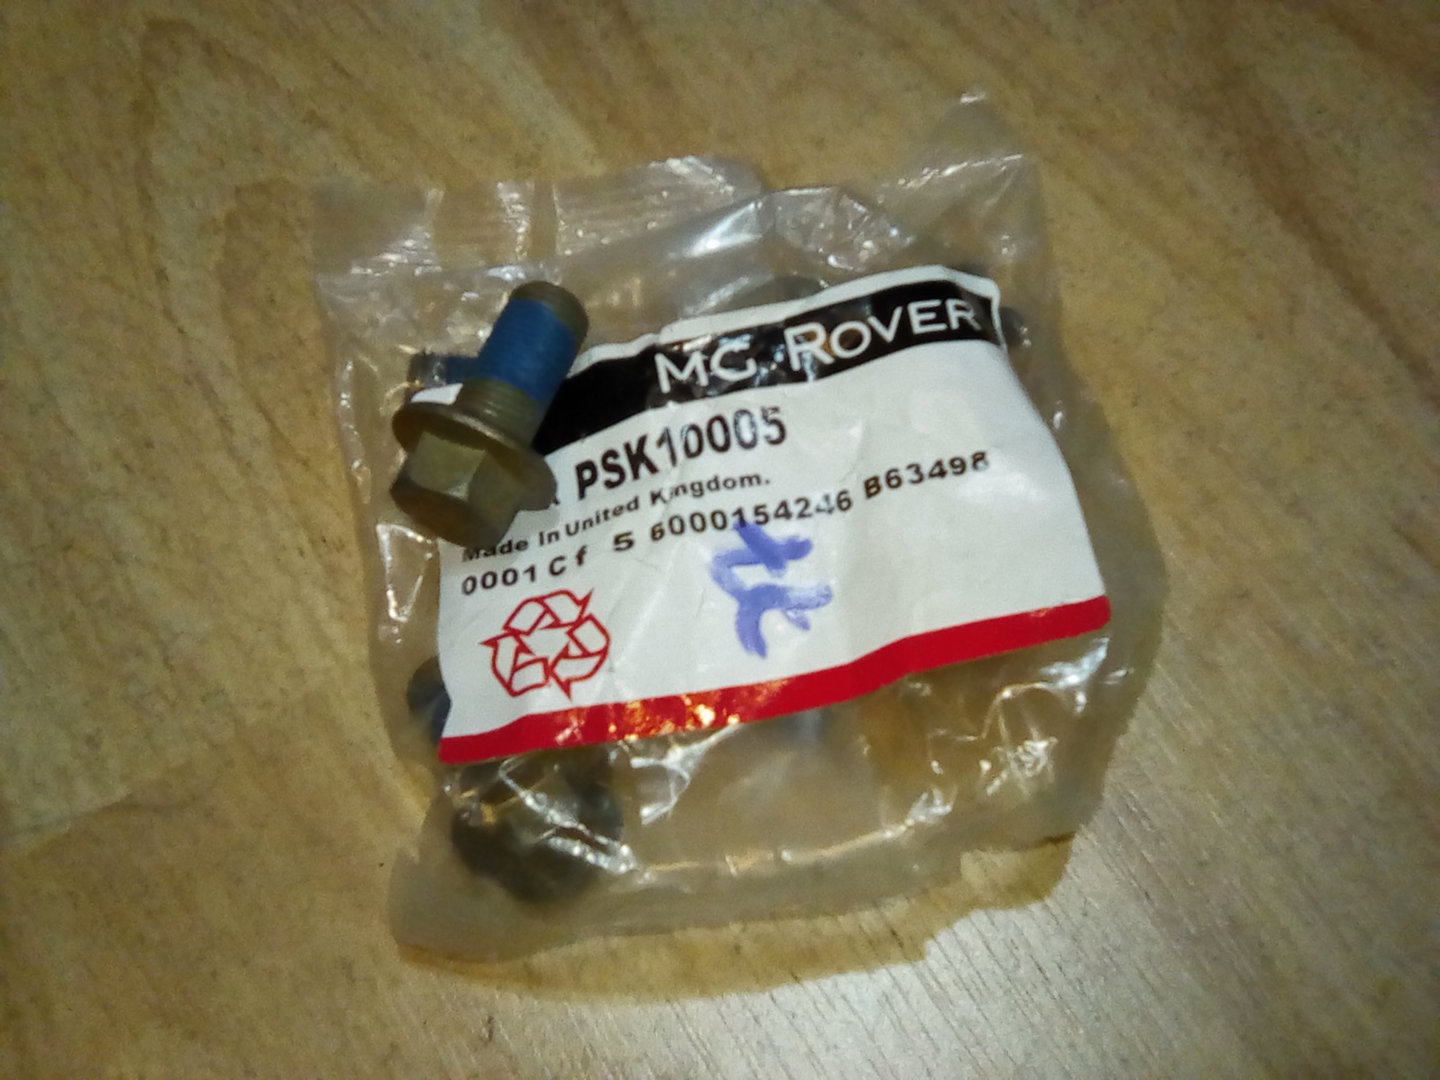 MG ROVER
PSK10005
Made In United Kingdom.
0001 Cf 5 6000154246 B63498